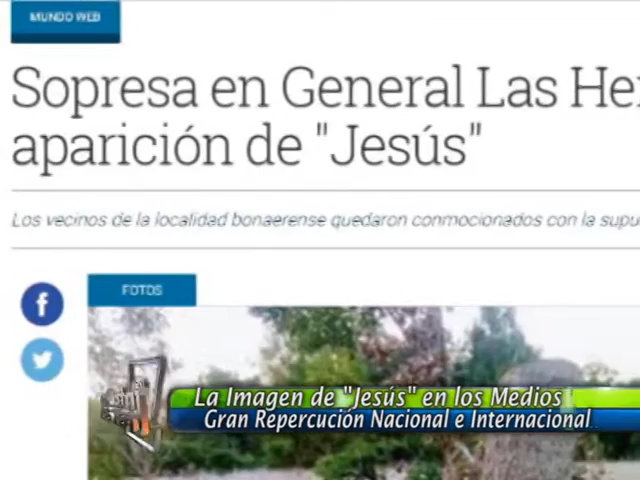 MUNDO WEB
Sopresa en General Las He
aparición de "Jesús"
Los vecinos de la localidad bonaerense quedaron conmocionados con la supu
FOTOS
La Imagen de "Jesús" en los Medios
Gran Repercución Nacional e Internacional